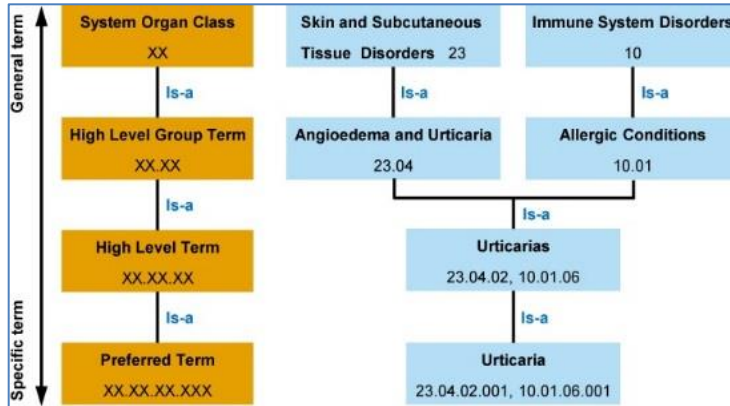 General term
Specific term
System Organ Class
XX
Is-a
High Level Group Term
XX.XX
Is-a
High Level Term
XX.XX.XX
Is-a
Preferred Term
XX.XX.XX.XXX
Skin and Subcutaneous
Tissue Disorders 23
Is-a
Angioedema and Urticaria
23.04
Immune System Disorders
10
Is-a
Allergic Conditions
10.01
Is-a
Urticarias
23.04.02, 10.01.06
Is-a
Urticaria
23.04.02.001, 10.01.06.001